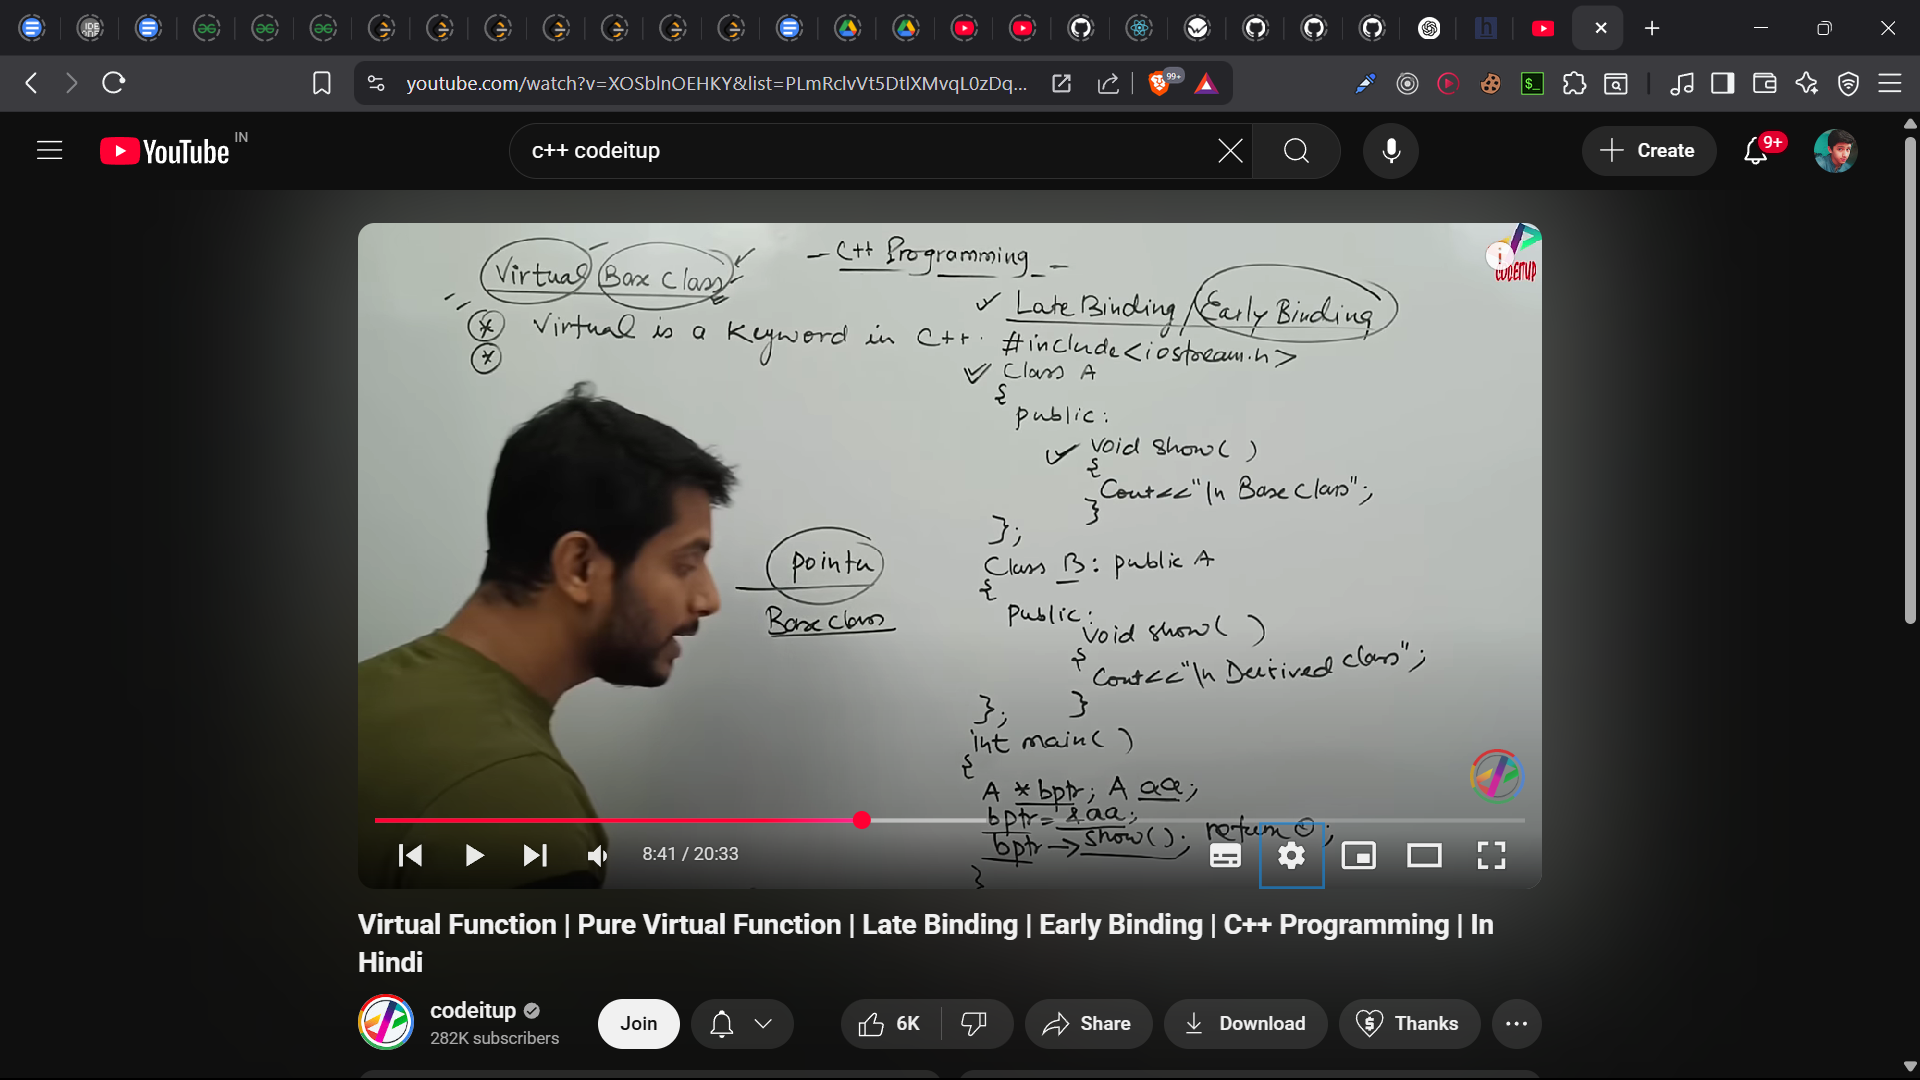 youtube.com/watch?v=XOSblnOEHKY&list=PLmRclvVt5DtlXMvqL0zDq...
99+
YouTube IN
c++ codeitup
Create
9+
Virtual Base Class
- C++ Programming -
CODEITUP
Late Binding / Early Binding
* Virtual is a keyword in C++.
*
#include<iostream.h>
Class A
{
public:
void show( )
{
Cout<<"\n Base Class";
}
};
Class B: public A
{
Public:
void show( )
{
Cout<<"\n Derived class";
}
};
int main( )
{
A *bptr; A aa;
bptr= &aa;
bptr->show(); return 0;
}
pointer
Base class
8:41 / 20:33
Virtual Function | Pure Virtual Function | Late Binding | Early Binding | C++ Programming | In
Hindi
codeitup
282K subscribers
Join
6K
Share
Download
Thanks